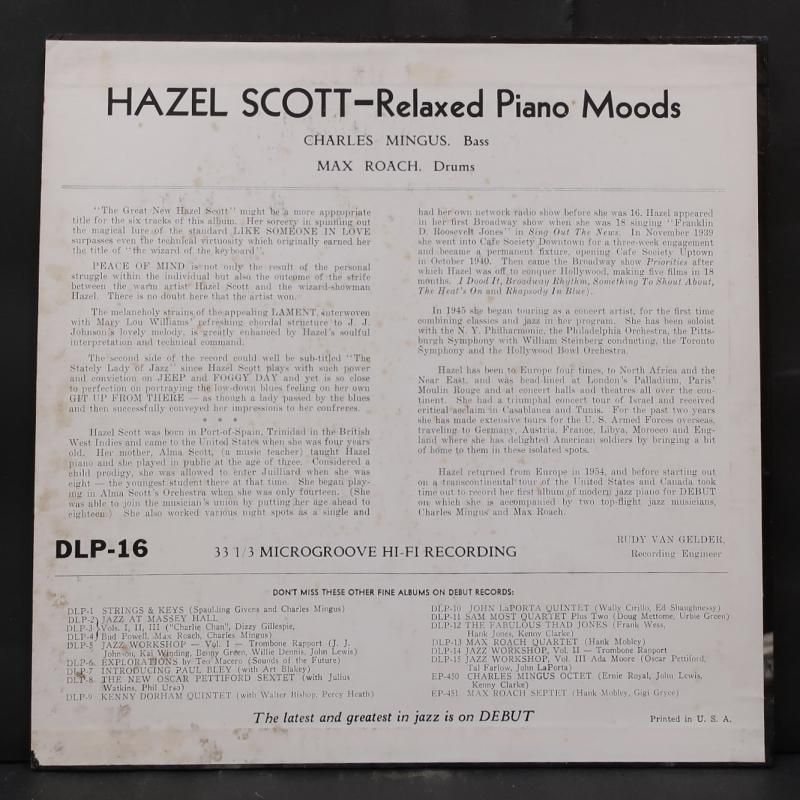 HAZEL SCOTT—Relaxed Piano Moods
CHARLES MINGUS, Bass
MAX ROACH, Drums
"The Great New Hazel Scott" might be a more appropriate
title for the six tracks of this album. Her sorcery in spinning out
the magical lure of the standard LIKE SOMEONE IN LOVE
surpasses even the technical virtuosity which originally earned her
the title of "the wizard of the keyboard".
PEACE OF MIND is not only the result of the personal
struggle within the individual but also the outcome of the strife
between the warm artist Hazel Scott and the wizard-showman
Hazel. There is no doubt here that the artist won.
The melancholy strains of the appealing LAMENT, interwoven
with Mary Lou Williams' refreshing chordal structure to J. J.
Johnson's lovely melody, is greatly enhanced by Hazel's soulful
interpretation and technical command.
The second side of the record could well be sub-titled "The
Stately Lady of Jazz" since Hazel Scott plays with such power
and conviction on JEEP and FOGGY DAY and yet is so close
to perfection on portraying the low-down blues feeling on her own
GET UP FROM THERE — as though a lady passed by the blues
and then successfully conveyed her impressions to her confreres.
* * * *
Hazel Scott was born in Port-of-Spain, Trinidad in the British
West Indies and came to the United States when she was four years
old. Her mother, Alma Scott, (a music teacher) taught Hazel
piano and she played in public at the age of three. Considered a
child prodigy, she was allowed to enter Juilliard when she was
eight — the youngest student there at that time. She began play-
ing in Alma Scott's Orchestra when she was only fourteen. (She
was able to join the musician's union by putting her age ahead to
eighteen.) She also worked various night spots as a single and
had her own network radio show before she was 16. Hazel appeared
in her first Broadway show when she was 18 singing "Franklin
D. Roosevelt Jones" in Sing Out The News. In November 1939
she went into Cafe Society Downtown for a three-week engagement
and became a permanent fixture, opening Cafe Society Uptown
in October 1940. Then came the Broadway show Priorities after
which Hazel was off to conquer Hollywood, making five films in 18
months. I Dood It, Broadway Rhythm, Something To Shout About,
The Heat's On and Rhapsody In Blue).
In 1945 she began touring as a concert artist, for the first time
combining classics and jazz in her program. She has been soloist
with the N. Y. Philharmonic, the Philadelphia Orchestra, the Pitts-
burgh Symphony with William Steinberg conducting, the Toronto
Symphony and the Hollywood Bowl Orchestra.
Hazel has been to Europe four times, to North Africa and the
Near East, and was head-lined at London's Palladium, Paris'
Moulin Rouge and at concert halls and theatres all over the con-
tinent. She had a triumphal concert tour of Israel and received
critical acclaim in Casablanca and Tunis. For the past two years
she has made extensive tours for the U. S. Armed Forces overseas,
traveling to Germany, Austria, France, Libya, Morocco and Eng-
land where she has delighted American soldiers by bringing a bit
of home to them in these isolated spots.
Hazel returned from Europe in 1954, and before starting out
on a transcontinental tour of the United States and Canada took
time out to record her first album of modern jazz piano for DEBUT
on which she is accompanied by two top-flight jazz musicians,
Charles Mingus and Max Roach.
RUDY VAN GELDER,
Recording Engineer
DLP-16 33 1/3 MICROGROOVE HI-FI RECORDING
DON'T MISS THESE OTHER FINE ALBUMS ON DEBUT RECORDS:
DLP-1 STRINGS & KEYS (Spaulding Givens and Charles Mingus)
DLP-2 JAZZ AT MASSEY HALL
DLP-3 Vols. I, II, III ("Charlie Chan", Dizzy Gillespie,
DLP-4 Bud Powell, Max Roach, Charles Mingus)
DLP-5 JAZZ WORKSHOP — Vol. I — Trombone Rapport (J. J.
Johnson, Kai Winding, Benny Green, Willie Dennis, John Lewis)
DLP-6 EXPLORATIONS by Teo Macero (Sounds of the Future)
DLP-7 INTRODUCING PAUL BLEY (with Art Blakey)
DLP-8 THE NEW OSCAR PETTIFORD SEXTET (with Julius
Watkins, Phil Urso)
DLP-9 KENNY DORHAM QUINTET (with Walter Bishop, Percy Heath)
DLP-10 JOHN LaPORTA QUINTET (Wally Cirillo, Ed Shaughnessy)
DLP-11 SAM MOST QUARTET Plus Two (Doug Mettome, Urbie Green)
DLP-12 THE FABULOUS THAD JONES (Frank Wess,
Hank Jones, Kenny Clarke)
DLP-13 MAX ROACH QUARTET (Hank Mobley)
DLP-14 JAZZ WORKSHOP, Vol. II — Trombone Rapport
DLP-15 JAZZ WORKSHOP, Vol. III Ada Moore (Oscar Pettiford,
Tal Farlow, John LaPorta)
EP-450 CHARLES MINGUS OCTET (Ernie Royal, John Lewis,
Kenny Clarke)
EP-451 MAX ROACH SEPTET (Hank Mobley, Gigi Gryce)
The latest and greatest in jazz is on DEBUT
Printed in U. S. A.